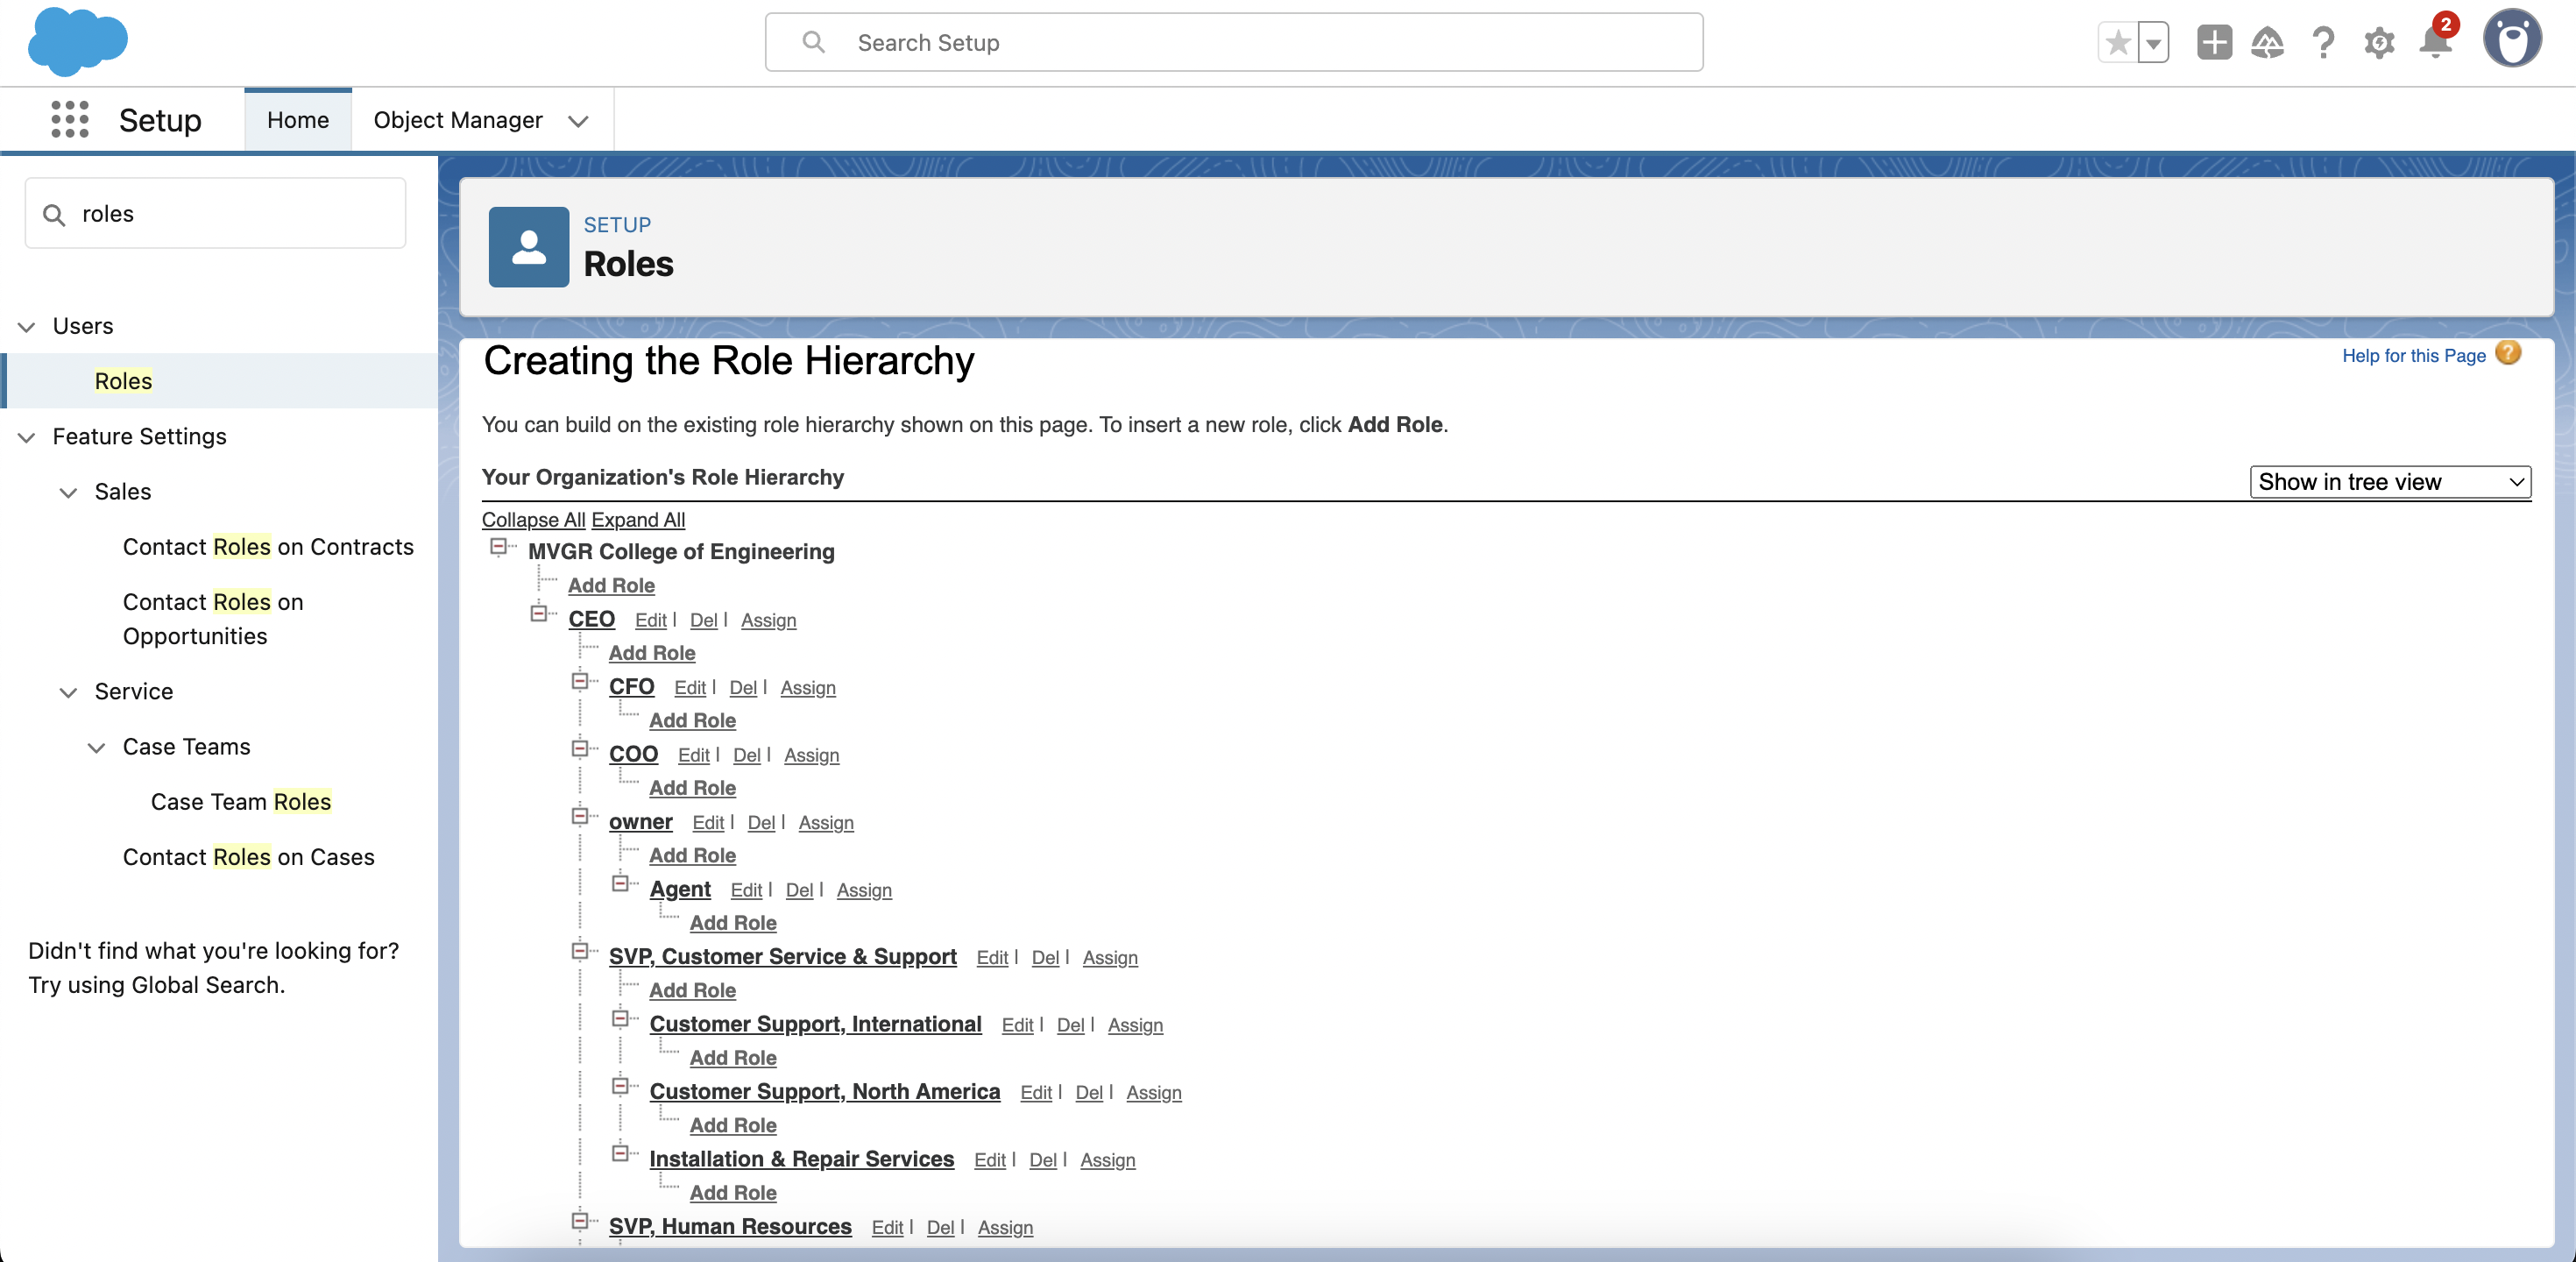 Search Setup
2
Setup
Home
Object Manager
roles
Users
Roles
Feature Settings
Sales
Contact Roles on Contracts
Contact Roles on
Opportunities
Service
Case Teams
Case Team Roles
Contact Roles on Cases
Didn't find what you're looking for?
Try using Global Search.
SETUP
Roles
Creating the Role Hierarchy
Help for this Page ?
You can build on the existing role hierarchy shown on this page. To insert a new role, click Add Role.
Your Organization's Role Hierarchy
Show in tree view
Collapse All Expand All
MVGR College of Engineering
Add Role
CEO Edit | Del | Assign
Add Role
CFO Edit | Del | Assign
Add Role
COO Edit | Del | Assign
Add Role
owner Edit | Del | Assign
Add Role
Agent Edit | Del | Assign
Add Role
SVP, Customer Service & Support Edit | Del | Assign
Add Role
Customer Support, International Edit | Del | Assign
Add Role
Customer Support, North America Edit | Del | Assign
Add Role
Installation & Repair Services Edit | Del | Assign
Add Role
SVP, Human Resources Edit | Del | Assign